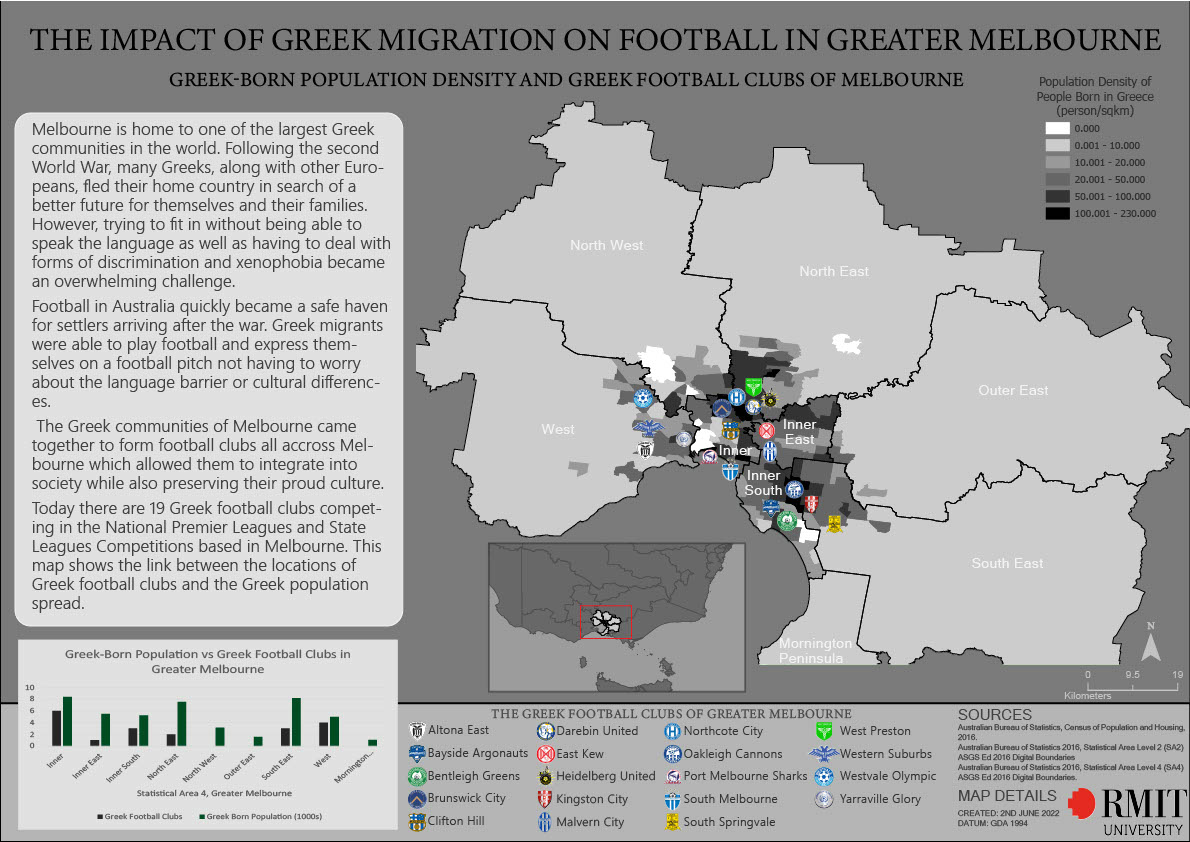 THE IMPACT OF GREEK MIGRATION ON FOOTBALL IN GREATER MELBOURNE
GREEK-BORN POPULATION DENSITY AND GREEK FOOTBALL CLUBS OF MELBOURNE
Population Density of
People Born in Greece
(person/sqkm)
0.000
0.001 - 10.000
10.001 - 20.000
20.001 - 50.000
50.001 - 100.000
100.001 - 230.000
Melbourne is home to one of the largest Greek
communities in the world. Following the second
World War, many Greeks, along with other Euro-
peans, fled their home country in search of a
better future for themselves and their families.
However, trying to fit in without being able to
speak the language as well as having to deal with
forms of discrimination and xenophobia became
an overwhelming challenge.
Football in Australia quickly became a safe haven
for settlers arriving after the war. Greek migrants
were able to play football and express them-
selves on a football pitch not having to worry
about the language barrier or cultural differenc-
es.
The Greek communities of Melbourne came
together to form football clubs all accross Mel-
bourne which allowed them to integrate into
society while also preserving their proud culture.
Today there are 19 Greek football clubs compet-
ing in the National Premier Leagues and State
Leagues Competitions based in Melbourne. This
map shows the link between the locations of
Greek football clubs and the Greek population
spread.
North West
North East
Outer East
West
Inner
East
Inner
Inner
South
South East
Mornington
Peninsula
N
0 9.5 19
Kilometers
Greek-Born Population vs Greek Football Clubs in
Greater Melbourne
10
8
6
4
2
0
Inner
Inner East
Inner South
North East
North West
Outer East
South East
West
Mornington...
Statistical Area 4, Greater Melbourne
Greek Football Clubs
Greek Born Population (1000s)
THE GREEK FOOTBALL CLUBS OF GREATER MELBOURNE
Altona East
Bayside Argonauts
Bentleigh Greens
Brunswick City
Clifton Hill
Darebin United
East Kew
Heidelberg United
Kingston City
Malvern City
Northcote City
Oakleigh Cannons
Port Melbourne Sharks
South Melbourne
South Springvale
West Preston
Western Suburbs
Westvale Olympic
Yarraville Glory
SOURCES
Australian Bureau of Statistics, Census of Population and Housing,
2016.
Australian Bureau of Statistics 2016, Statistical Area Level 2 (SA2)
ASGS Ed 2016 Digital Boundaries
Australian Bureau of Statistics 2016, Statistical Area Level 4 (SA4)
ASGS Ed 2016 Digital Boundaries.
MAP DETAILS
CREATED: 2ND JUNE 2022
DATUM: GDA 1994
RMIT
UNIVERSITY